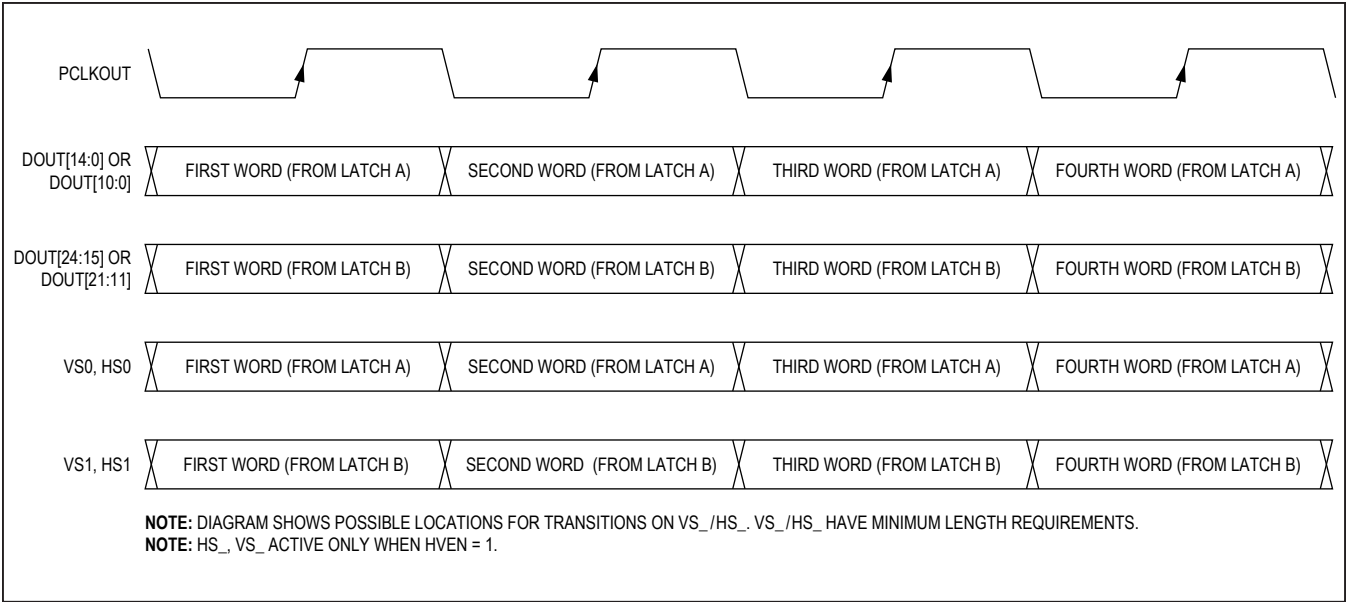 PCLKOUT
DOUT[14:0] OR
DOUT[10:0]
FIRST WORD (FROM LATCH A) SECOND WORD (FROM LATCH A) THIRD WORD (FROM LATCH A) FOURTH WORD (FROM LATCH A)
DOUT[24:15] OR
DOUT[21:11]
FIRST WORD (FROM LATCH B) SECOND WORD (FROM LATCH B) THIRD WORD (FROM LATCH B) FOURTH WORD (FROM LATCH B)
VS0, HS0 FIRST WORD (FROM LATCH A) SECOND WORD (FROM LATCH A) THIRD WORD (FROM LATCH A) FOURTH WORD (FROM LATCH A)
VS1, HS1 FIRST WORD (FROM LATCH B) SECOND WORD (FROM LATCH B) THIRD WORD (FROM LATCH B) FOURTH WORD (FROM LATCH B)
NOTE: DIAGRAM SHOWS POSSIBLE LOCATIONS FOR TRANSITIONS ON VS_/HS_. VS_/HS_ HAVE MINIMUM LENGTH REQUIREMENTS.
NOTE: HS_, VS_ ACTIVE ONLY WHEN HVEN = 1.